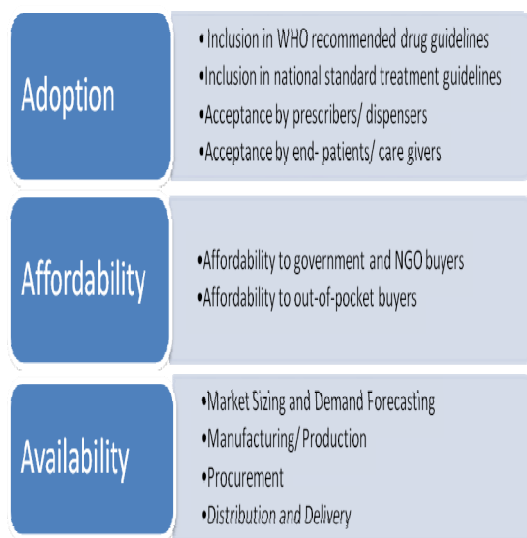 Adoption
•Inclusion in WHO recommended drug guidelines
•Inclusion in national standard treatment guidelines
•Acceptance by prescribers/ dispensers
•Acceptance by end- patients/ care givers
Affordability
•Affordability to government and NGO buyers
•Affordability to out-of-pocket buyers
Availability
•Market Sizing and Demand Forecasting
•Manufacturing/ Production
•Procurement
•Distribution and Delivery